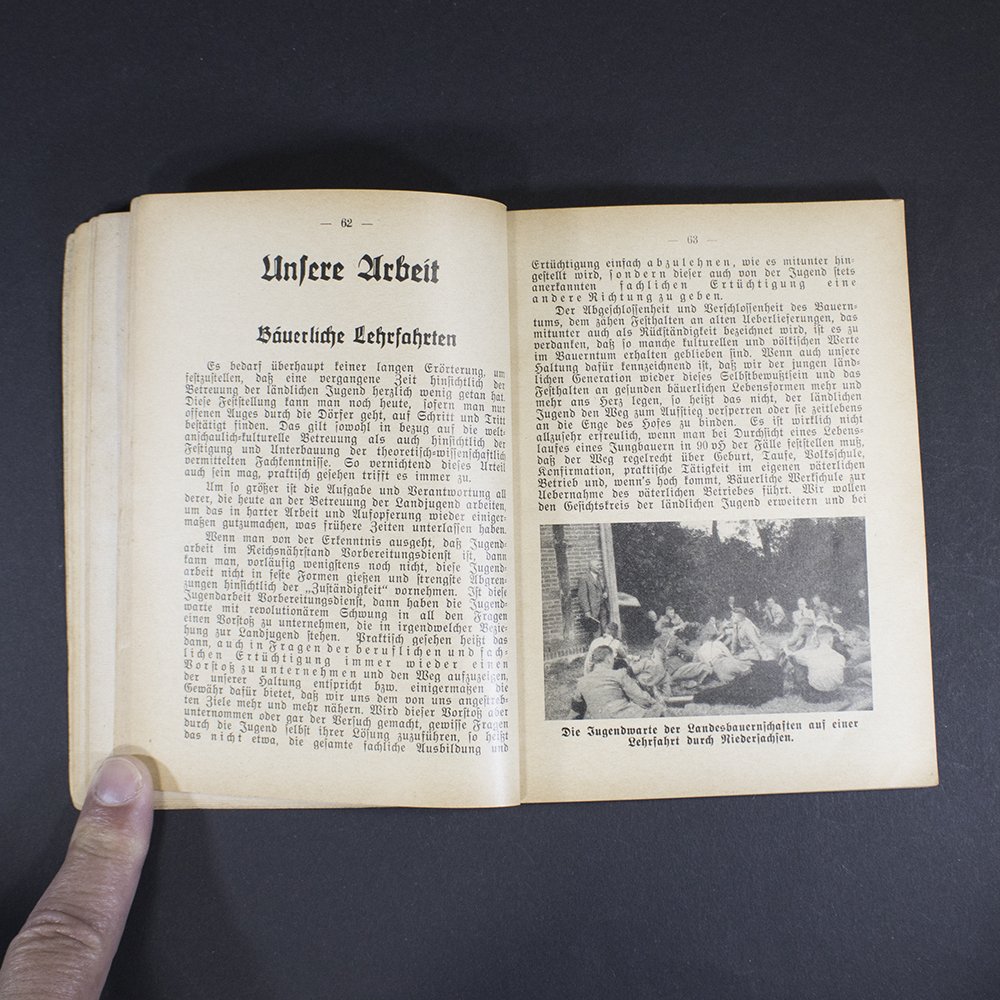 — 62 —
Unsere Arbeit
Bäuerliche Lehrfahrten
Es bedarf überhaupt keiner langen Erörterung, um
festzustellen, daß eine vergangene Zeit hinsichtlich der
Betreuung der ländlichen Jugend herzlich wenig getan hat.
Diese Feststellung kann man noch heute, sofern man nur
offenen Auges durch die Dörfer geht, auf Schritt und Tritt
bestätigt finden. Das gilt sowohl in bezug auf die welt-
anschaulich-kulturelle Betreuung als auch hinsichtlich der
Festigung und Unterbauung der theoretisch-wissenschaftlich
vermittelten Fachkenntnisse. So vernichtend dieses Urteil
auch sein mag, praktisch gesehen trifft es immer zu.
Um so größer ist die Aufgabe und Verantwortung all
derer, die heute an der Betreuung der Landjugend arbeiten,
um das in harter Arbeit und Aufopferung wieder einiger-
maßen gutzumachen, was frühere Zeiten unterlassen haben.
Wenn man von der Erkenntnis ausgeht, daß Jugend-
arbeit im Reichsnährstand Vorbereitungsdienst ist, dann
kann man, vorläufig wenigstens noch nicht, diese Jugend-
arbeit nicht in feste Formen gießen und strengste Abgren-
zungen hinsichtlich der „Zuständigkeit“ vornehmen. Ist diese
Jugendarbeit Vorbereitungsdienst, dann haben die Jugend-
warte mit revolutionärem Schwung in all den Fragen
einen Vorstoß zu unternehmen, die in irgendwelcher Bezie-
hung zur Landjugend stehen. Praktisch gesehen heißt das
dann, auch in Fragen der beruflichen und fach-
lichen Ertüchtigung immer wieder einen
Vorstoß zu unternehmen und den Weg aufzuzeigen,
der unserer Haltung entspricht bzw. einigermaßen die
Gewähr dafür bietet, daß wir uns dem von uns angestreb-
ten Ziele mehr und mehr nähern. Wird dieser Vorstoß aber
unternommen oder gar der Versuch gemacht, gewisse Fragen
durch die Jugend selbst ihrer Lösung zuzuführen, so heißt
das nicht etwa, die gesamte fachliche Ausbildung und
— 63 —
Ertüchtigung einfach abzulehnen, wie es mitunter hin-
gestellt wird, sondern dieser auch von der Jugend stets
anerkannten fachlichen Ertüchtigung eine
andere Richtung zu geben.
Der Abgeschlossenheit und Verschlossenheit des Bauern-
tums, dem zähen Festhalten an alten Ueberlieferungen, das
mitunter auch als Rückständigkeit bezeichnet wird, ist es zu
verdanken, daß so manche kulturellen und völkischen Werte
im Bauerntum erhalten geblieben sind. Wenn auch unsere
Haltung dafür kennzeichnend ist, daß wir der jungen länd-
lichen Generation wieder dieses Selbstbewußtsein und das
Festhalten an gesunden bäuerlichen Lebensformen mehr und
mehr ans Herz legen, so heißt das nicht, der ländlichen
Jugend den Weg zum Aufstieg versperren oder sie zeitlebens
an die Enge des Hofes zu binden. Es ist wirklich nicht
allzusehr erfreulich, wenn man bei Durchsicht eines Lebens-
laufes eines Jungbauern in 90 vH der Fälle feststellen muß,
daß der Weg regelrecht über Geburt, Taufe, Volksschule,
Konfirmation, praktische Tätigkeit im eigenen väterlichen
Betrieb und, wenn's hoch kommt, Bäuerliche Werkschule zur
Uebernahme des väterlichen Betriebes führt. Wir wollen
den Gesichtskreis der ländlichen Jugend erweitern und bei
Die Jugendwarte der Landesbauernschaften auf einer
Lehrfahrt durch Niedersachsen.